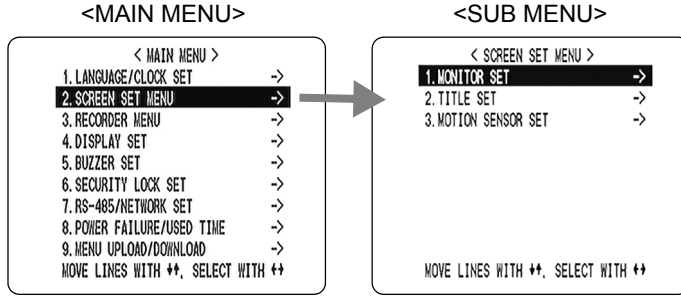 <MAIN MENU>
< MAIN MENU >
1. LANGUAGE/CLOCK SET ->
2. SCREEN SET MENU ->
3. RECORDER MENU ->
4. DISPLAY SET ->
5. BUZZER SET ->
6. SECURITY LOCK SET ->
7. RS-485/NETWORK SET ->
8. POWER FAILURE/USED TIME ->
9. MENU UPLOAD/DOWNLOAD ->
MOVE LINES WITH ↓↑, SELECT WITH ←→
<SUB MENU>
< SCREEN SET MENU >
1. MONITOR SET ->
2. TITLE SET ->
3. MOTION SENSOR SET ->
MOVE LINES WITH ↓↑, SELECT WITH ←→